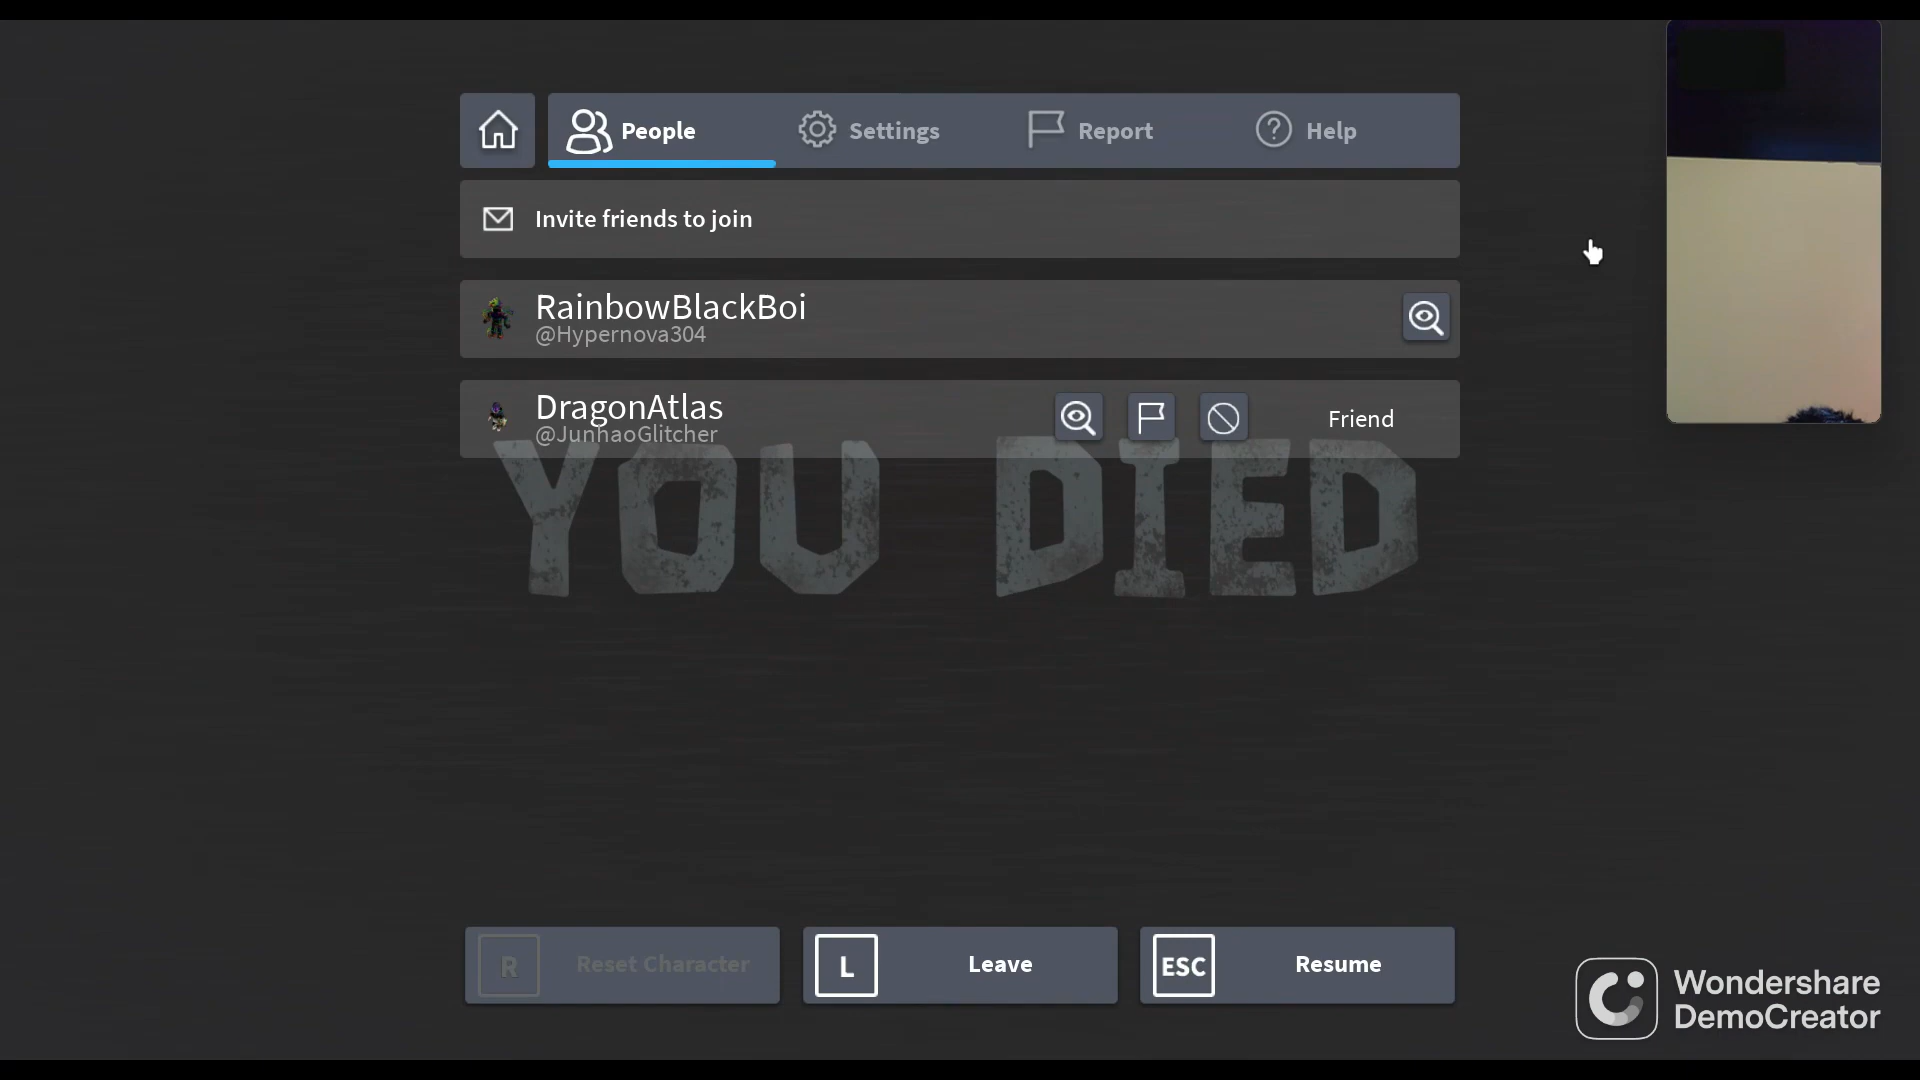 People
Settings
Report
Help
Invite friends to join
RainbowBlackBoi
@Hypernova304
DragonAtlas
@JunhaoGlitcher
Friend
YOU DIED
R
Reset Character
L
Leave
ESC
Resume
Wondershare
DemoCreator